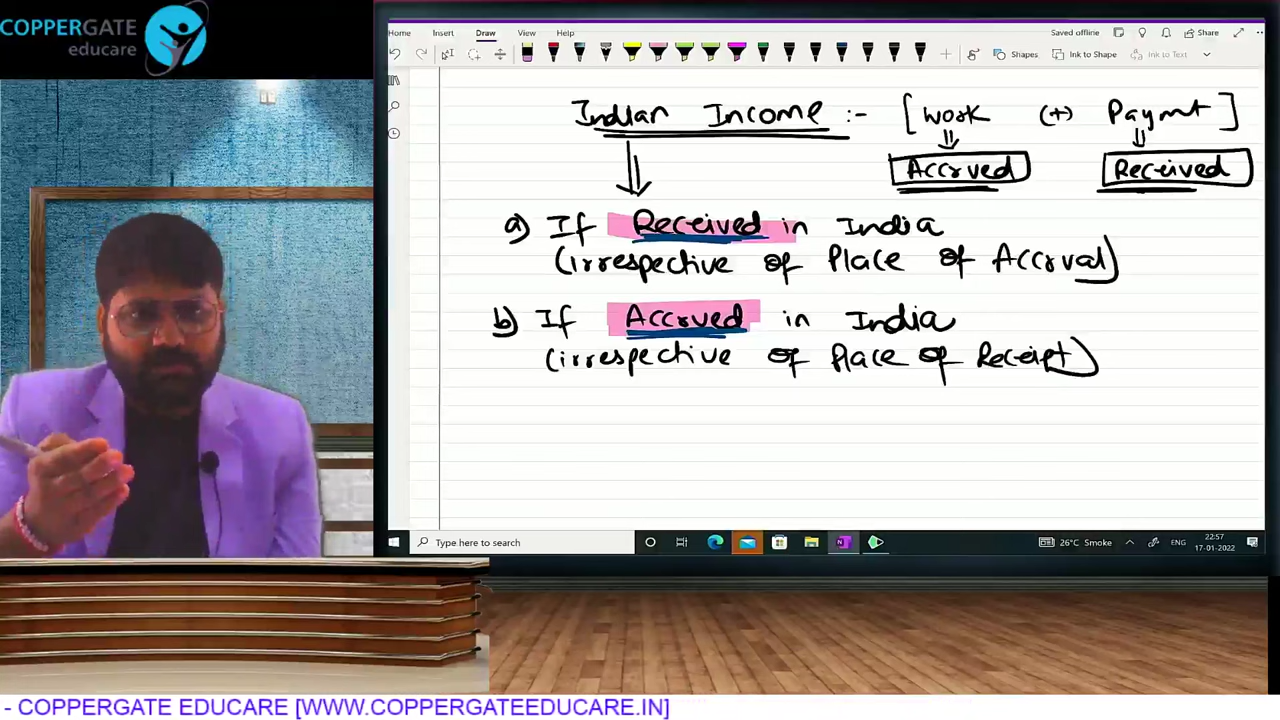 COPPERGATE
educare
Home Insert Draw View Help
Saved offline
Share
Shapes
Ink to Shape
Ink to Text
Indian Income :- [Work (+) Paymt]
Accrued Received
a) If Received in India
(irrespective of Place of Accrual)
b) If Accrued in India
(irrespective of Place of Receipt)
Type here to search
26°C Smoke
ENG
22:57
17-01-2022
- COPPERGATE EDUCARE [WWW.COPPERGATEEDUCARE.IN]